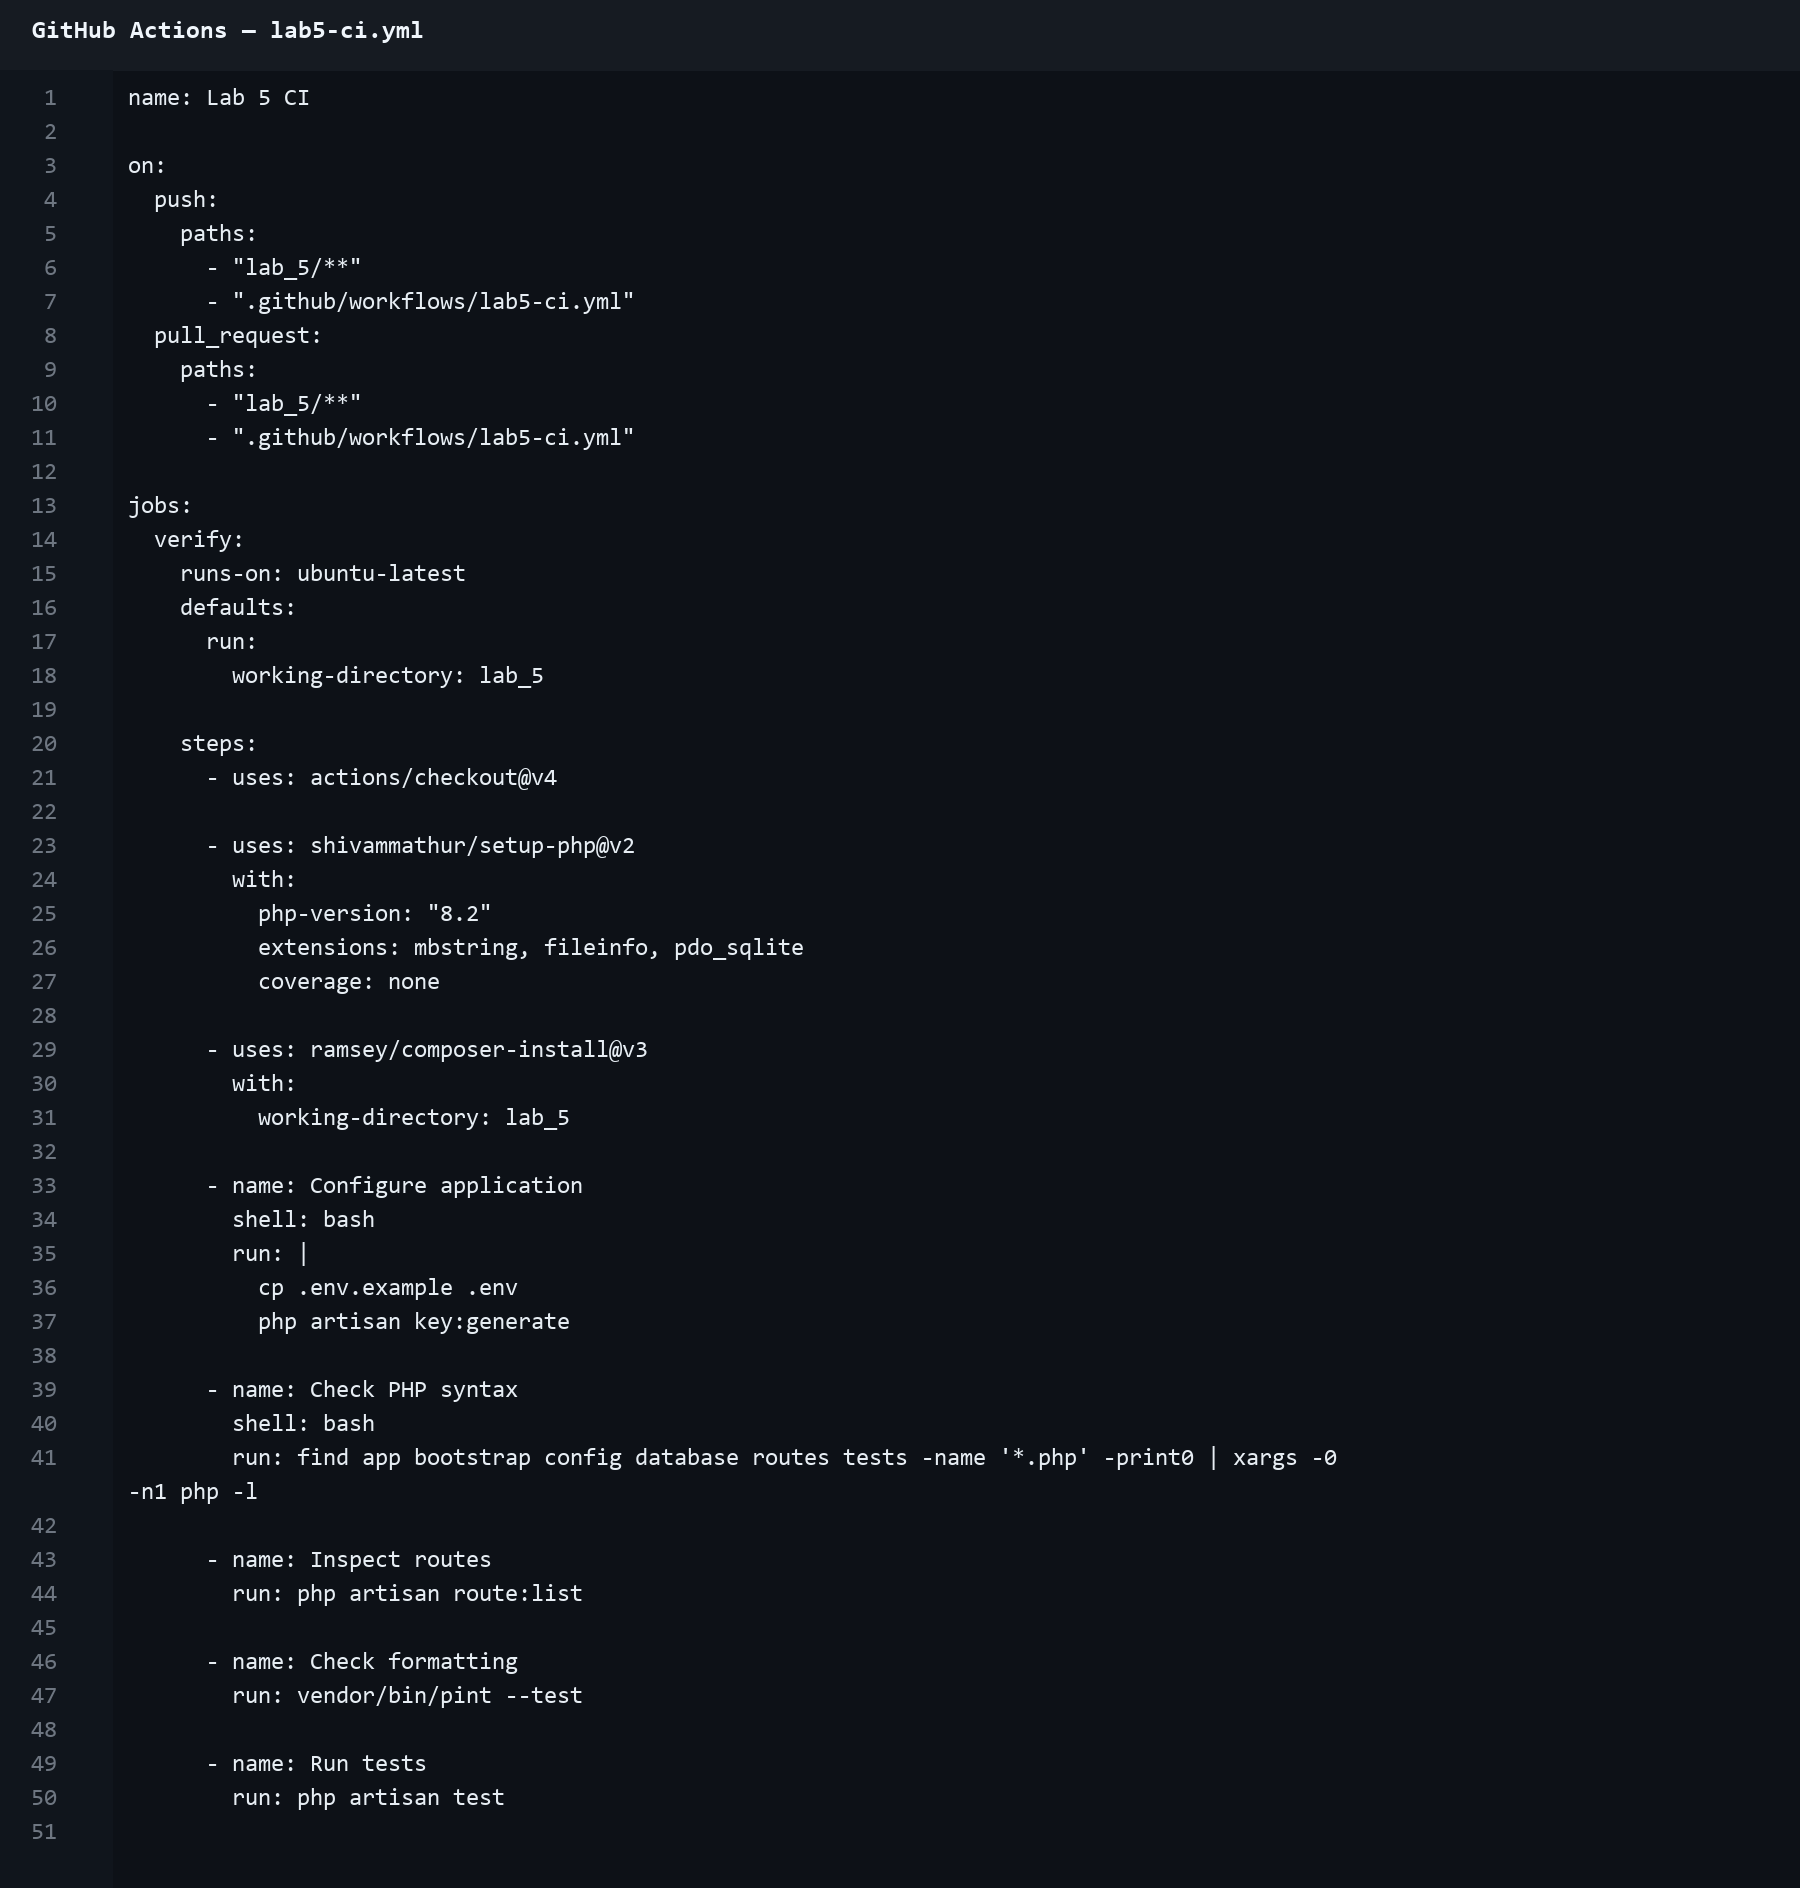 GitHub Actions — lab5-ci.yml
1 name: Lab 5 CI
2
3 on:
4   push:
5     paths:
6       - "lab_5/**"
7       - ".github/workflows/lab5-ci.yml"
8   pull_request:
9     paths:
10       - "lab_5/**"
11       - ".github/workflows/lab5-ci.yml"
12
13 jobs:
14   verify:
15     runs-on: ubuntu-latest
16     defaults:
17       run:
18         working-directory: lab_5
19
20     steps:
21       - uses: actions/checkout@v4
22
23       - uses: shivammathur/setup-php@v2
24         with:
25           php-version: "8.2"
26           extensions: mbstring, fileinfo, pdo_sqlite
27           coverage: none
28
29       - uses: ramsey/composer-install@v3
30         with:
31           working-directory: lab_5
32
33       - name: Configure application
34         shell: bash
35         run: |
36           cp .env.example .env
37           php artisan key:generate
38
39       - name: Check PHP syntax
40         shell: bash
41         run: find app bootstrap config database routes tests -name '*.php' -print0 | xargs -0
-n1 php -l
42
43       - name: Inspect routes
44         run: php artisan route:list
45
46       - name: Check formatting
47         run: vendor/bin/pint --test
48
49       - name: Run tests
50         run: php artisan test
51